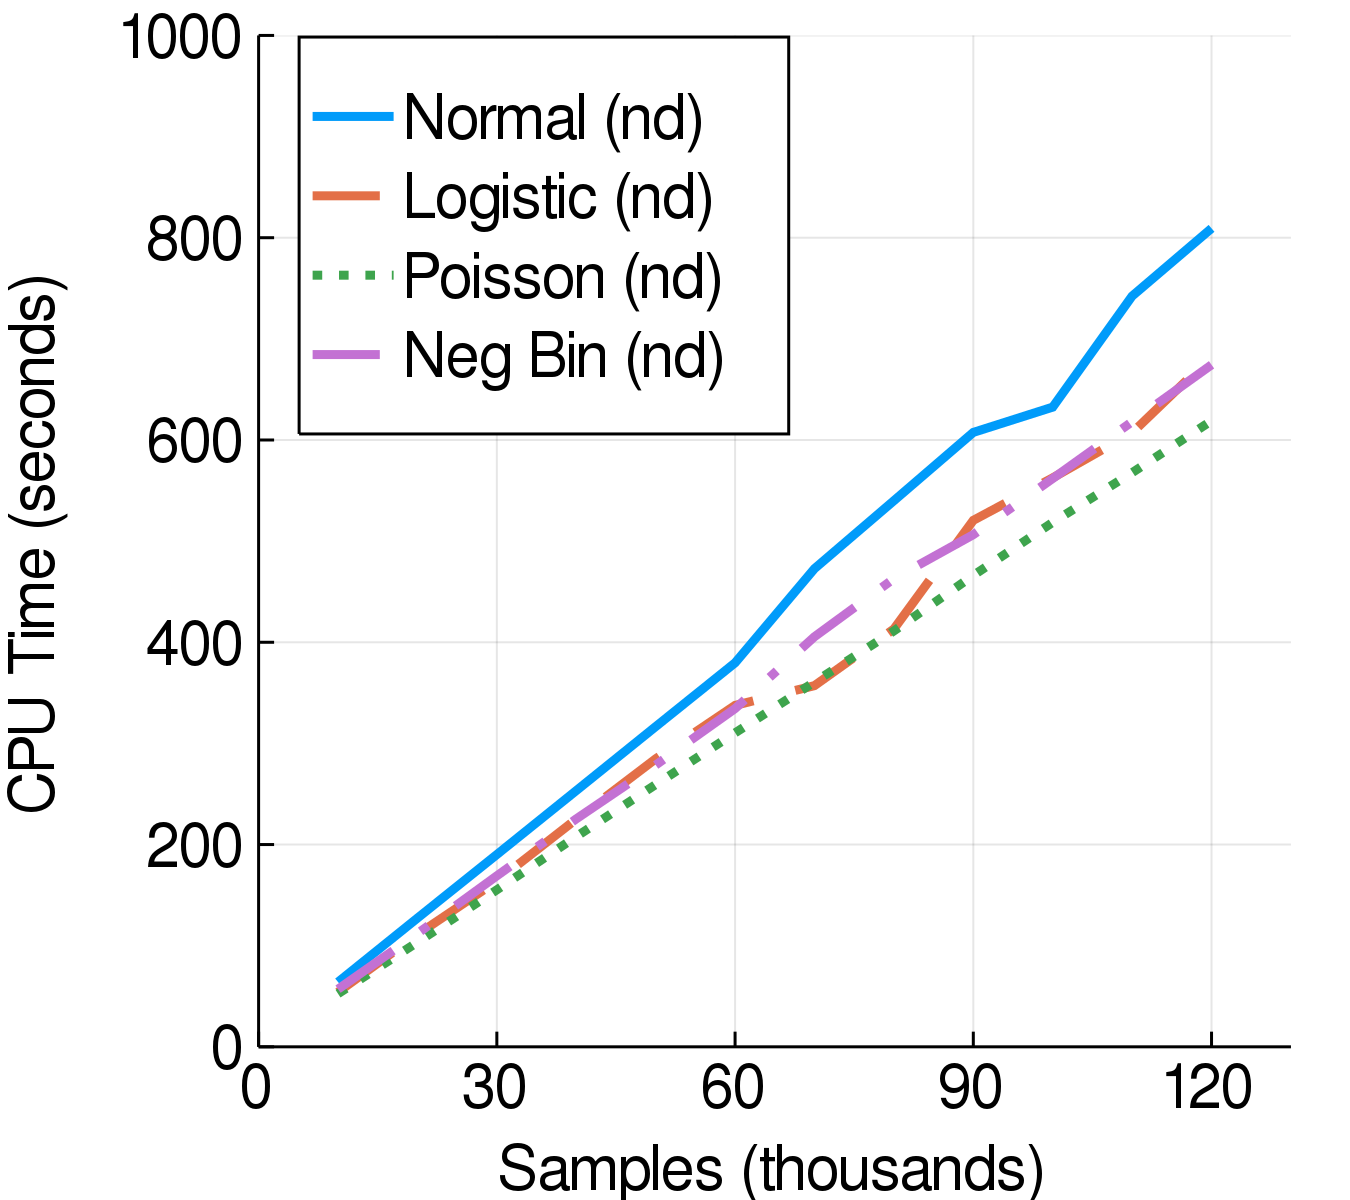 1000
800
600
400
200
0
0 30 60 90 120
CPU Time (seconds)
Samples (thousands)
Normal (nd)
Logistic (nd)
Poisson (nd)
Neg Bin (nd)